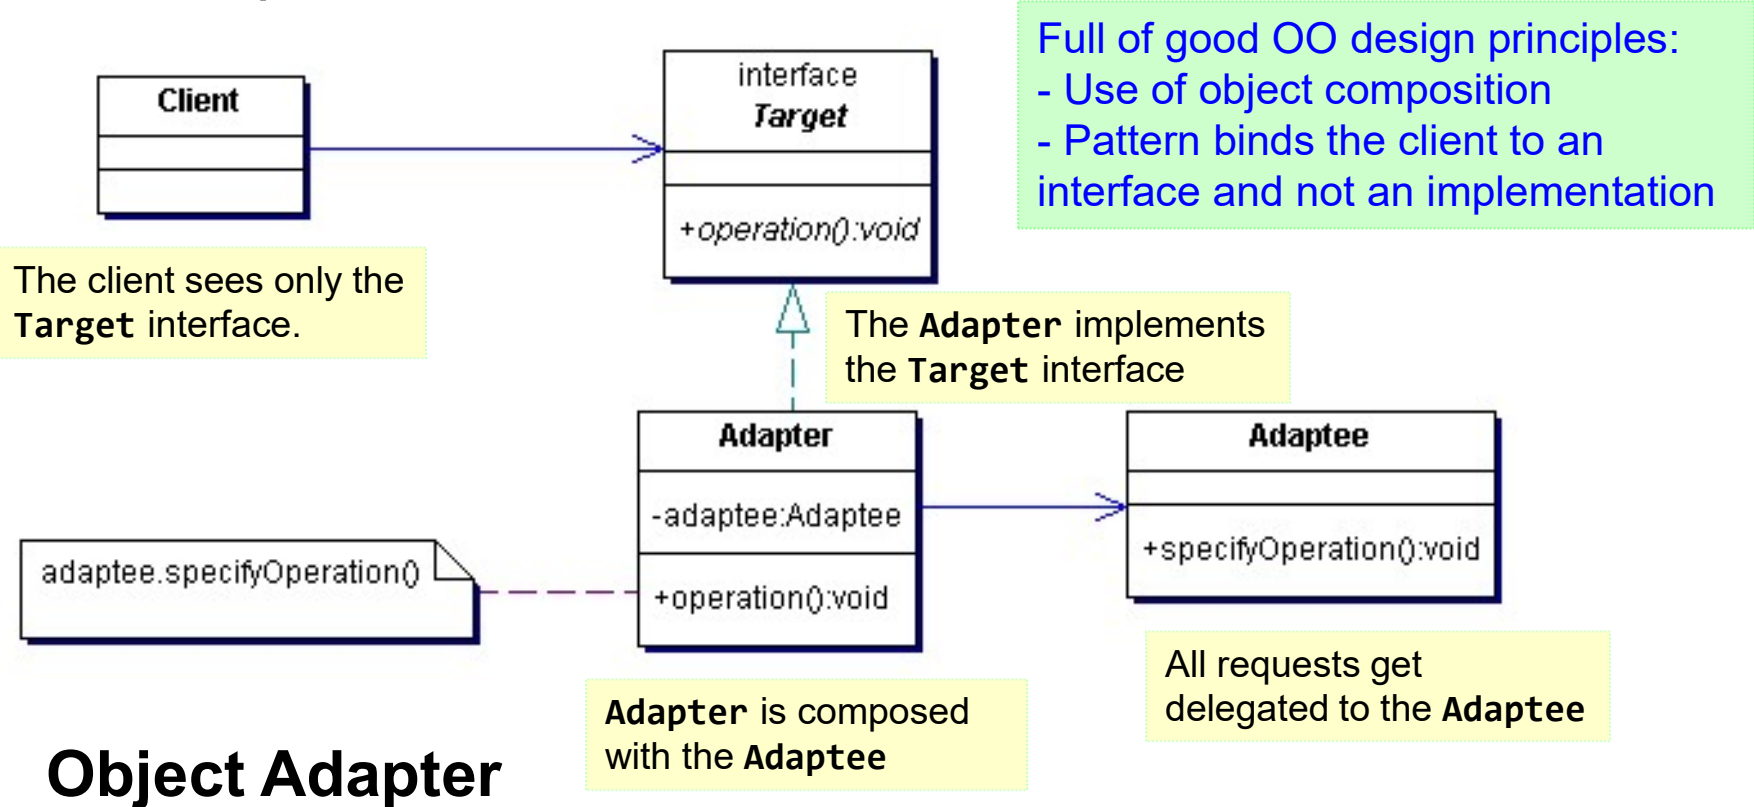 Full of good OO design principles:
- Use of object composition
- Pattern binds the client to an
interface and not an implementation
Client
interface
Target
+operation():void
The client sees only the
Target interface.
The Adapter implements
the Target interface
Adapter
-adaptee:Adaptee
+operation():void
Adaptee
+specifyOperation():void
adaptee.specifyOperation()
All requests get
delegated to the Adaptee
Adapter is composed
with the Adaptee
Object Adapter